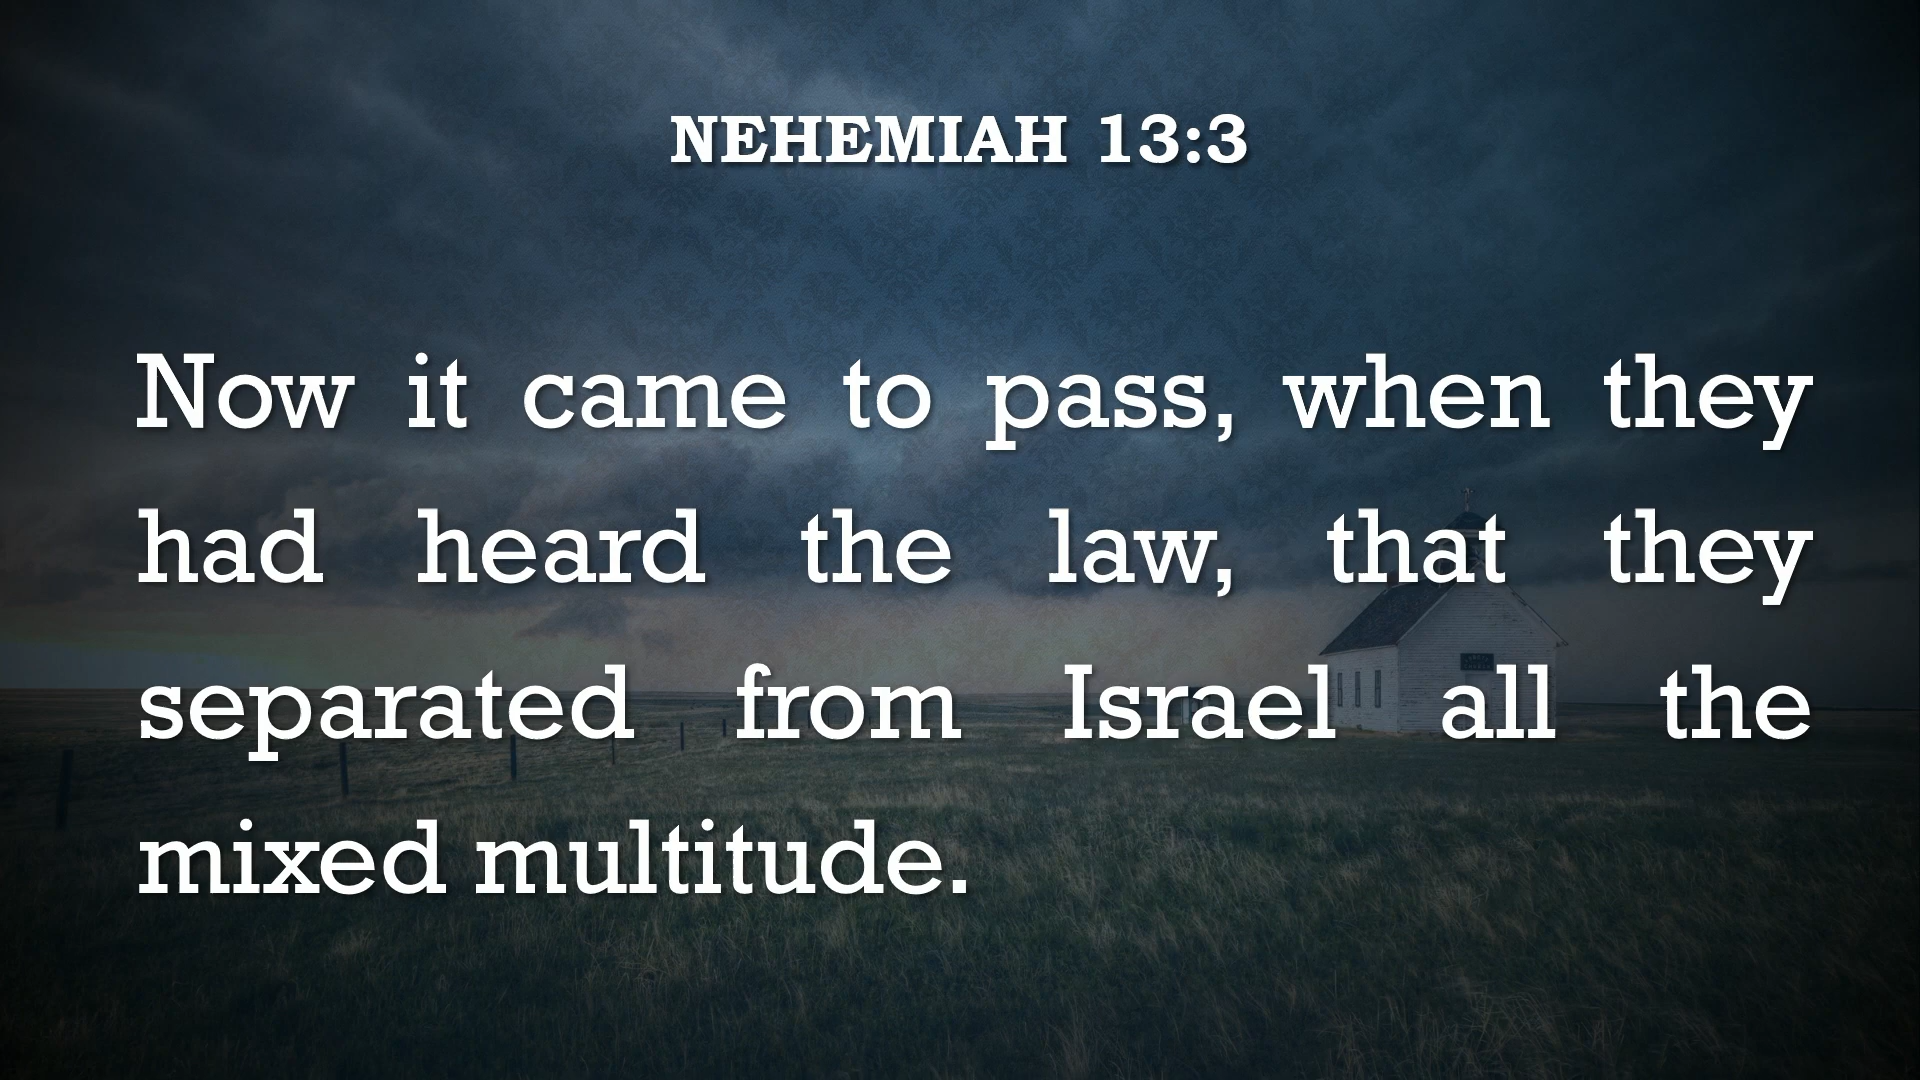 NEHEMIAH 13:3
Now it came to pass, when they
had heard the law, that they
separated from Israel all the
mixed multitude.